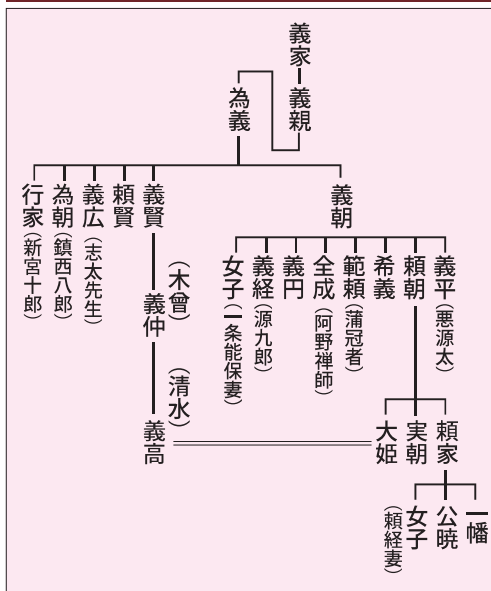 義家
義親
為義
義朝
義賢
頼賢
義広（志太先生）
為朝（鎮西八郎）
行家（新宮十郎）
義平（悪源太）
頼朝
希義
範頼（蒲冠者）
全成（阿野禅師）
義円
義経（源九郎）
女子（一条能保妻）
（木曾）
義仲
（清水）
義高
頼家
実朝
大姫
一幡
公暁
女子
（頼経妻）